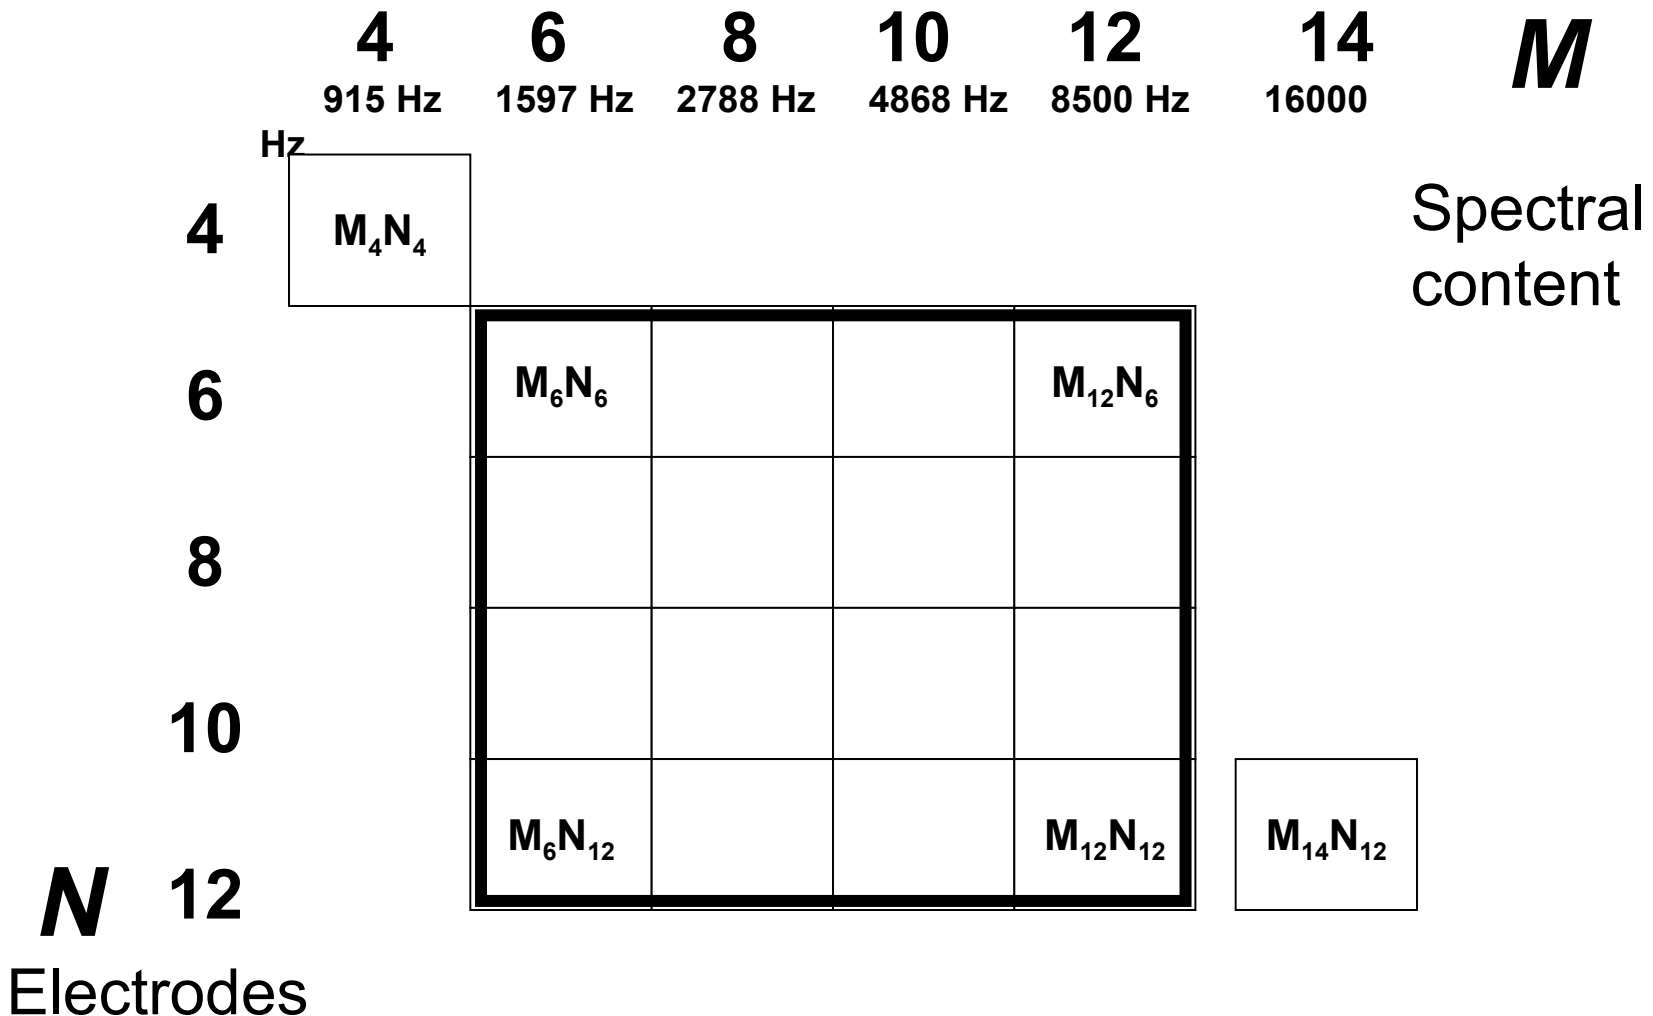 4 6 8 10 12 14 M
915 Hz 1597 Hz 2788 Hz 4868 Hz 8500 Hz 16000
Hz
4 M₄N₄
Spectral
content
6 M₆N₆ M₁₂N₆
8
10
M₆N₁₂ M₁₂N₁₂ M₁₄N₁₂
N 12
Electrodes